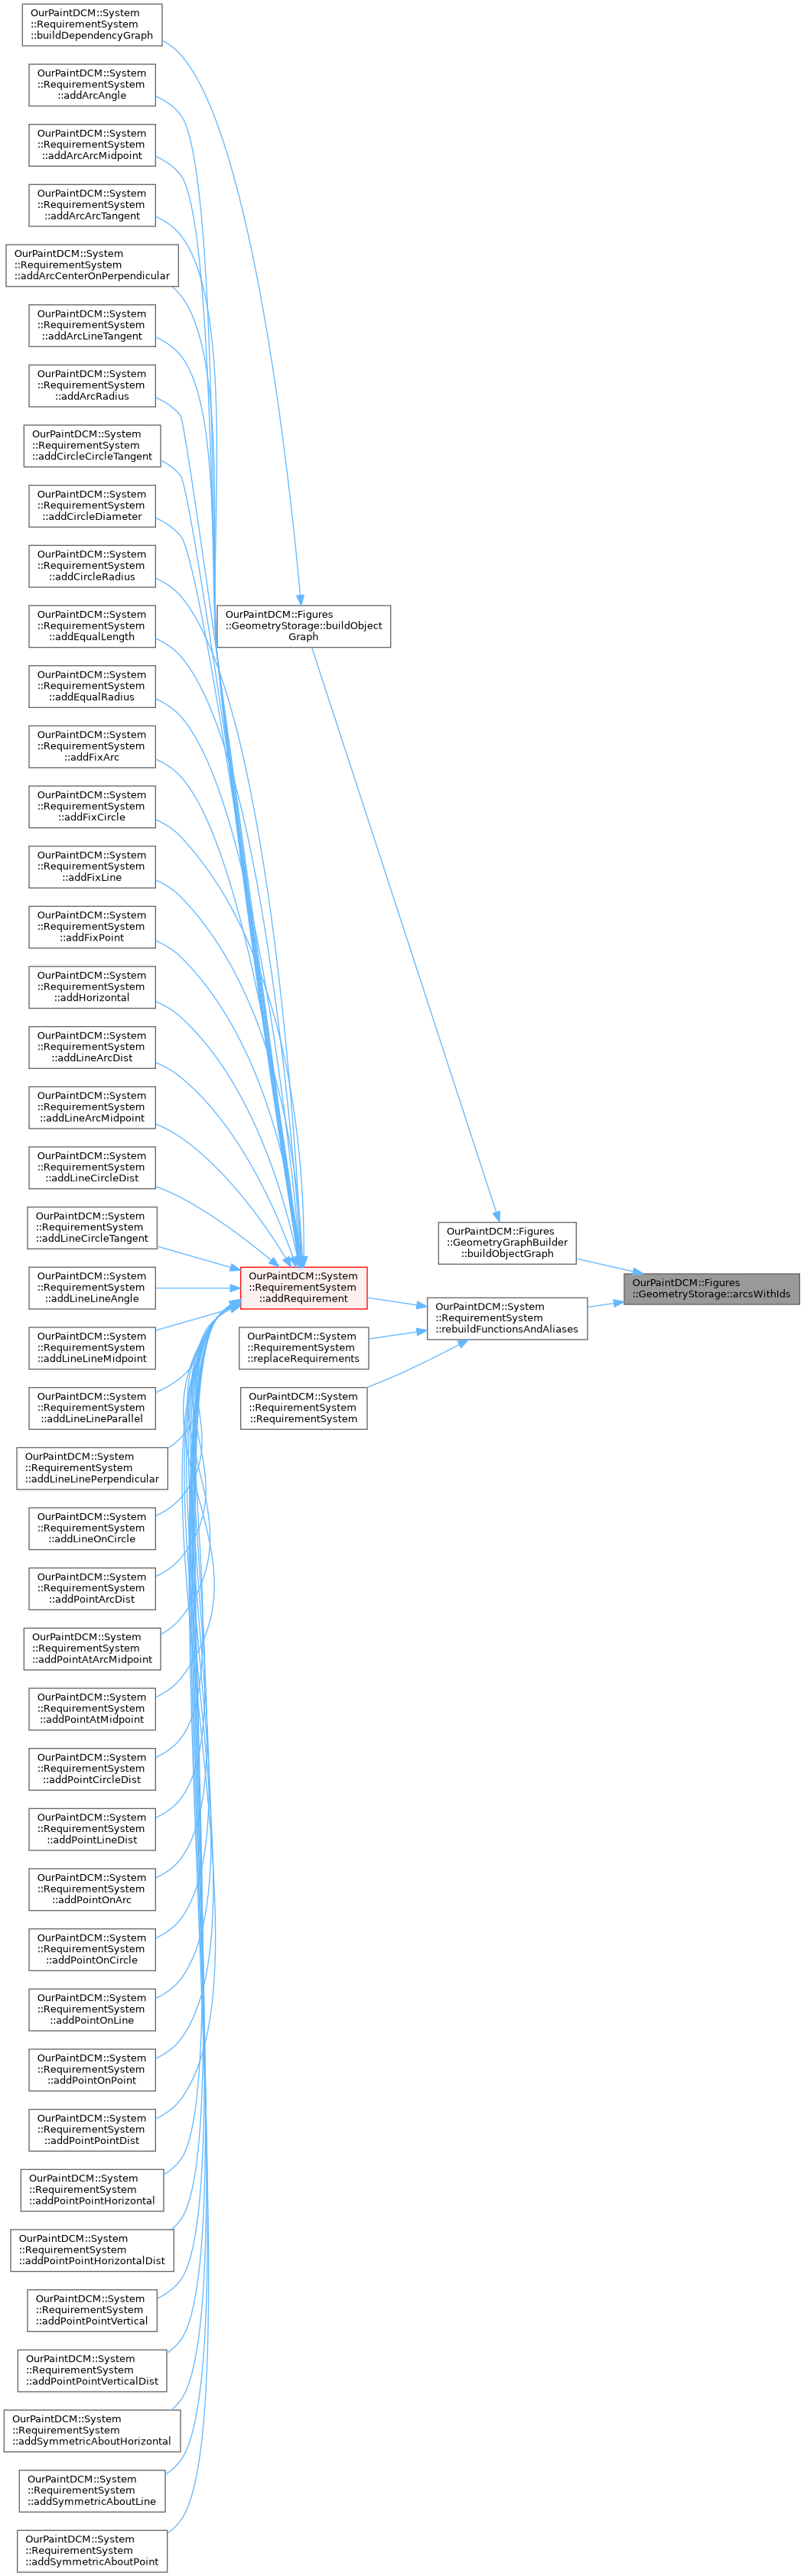 OurPaintDCM::System
::RequirementSystem
::buildDependencyGraph
OurPaintDCM::System
::RequirementSystem
::addArcAngle
OurPaintDCM::System
::RequirementSystem
::addArcArcMidpoint
OurPaintDCM::System
::RequirementSystem
::addArcArcTangent
OurPaintDCM::System
::RequirementSystem
::addArcCenterOnPerpendicular
OurPaintDCM::System
::RequirementSystem
::addArcLineTangent
OurPaintDCM::System
::RequirementSystem
::addArcRadius
OurPaintDCM::System
::RequirementSystem
::addCircleCircleTangent
OurPaintDCM::System
::RequirementSystem
::addCircleDiameter
OurPaintDCM::System
::RequirementSystem
::addCircleRadius
OurPaintDCM::System
::RequirementSystem
::addEqualLength
OurPaintDCM::System
::RequirementSystem
::addEqualRadius
OurPaintDCM::System
::RequirementSystem
::addFixArc
OurPaintDCM::System
::RequirementSystem
::addFixCircle
OurPaintDCM::System
::RequirementSystem
::addFixLine
OurPaintDCM::System
::RequirementSystem
::addFixPoint
OurPaintDCM::System
::RequirementSystem
::addHorizontal
OurPaintDCM::System
::RequirementSystem
::addLineArcDist
OurPaintDCM::System
::RequirementSystem
::addLineArcMidpoint
OurPaintDCM::System
::RequirementSystem
::addLineCircleDist
OurPaintDCM::System
::RequirementSystem
::addLineCircleTangent
OurPaintDCM::System
::RequirementSystem
::addLineLineAngle
OurPaintDCM::System
::RequirementSystem
::addLineLineMidpoint
OurPaintDCM::System
::RequirementSystem
::addLineLineParallel
OurPaintDCM::System
::RequirementSystem
::addLineLinePerpendicular
OurPaintDCM::System
::RequirementSystem
::addLineOnCircle
OurPaintDCM::System
::RequirementSystem
::addPointArcDist
OurPaintDCM::System
::RequirementSystem
::addPointAtArcMidpoint
OurPaintDCM::System
::RequirementSystem
::addPointAtMidpoint
OurPaintDCM::System
::RequirementSystem
::addPointCircleDist
OurPaintDCM::System
::RequirementSystem
::addPointLineDist
OurPaintDCM::System
::RequirementSystem
::addPointOnArc
OurPaintDCM::System
::RequirementSystem
::addPointOnCircle
OurPaintDCM::System
::RequirementSystem
::addPointOnLine
OurPaintDCM::System
::RequirementSystem
::addPointOnPoint
OurPaintDCM::System
::RequirementSystem
::addPointPointDist
OurPaintDCM::System
::RequirementSystem
::addPointPointHorizontal
OurPaintDCM::System
::RequirementSystem
::addPointPointHorizontalDist
OurPaintDCM::System
::RequirementSystem
::addPointPointVertical
OurPaintDCM::System
::RequirementSystem
::addPointPointVerticalDist
OurPaintDCM::System
::RequirementSystem
::addSymmetricAboutHorizontal
OurPaintDCM::System
::RequirementSystem
::addSymmetricAboutLine
OurPaintDCM::System
::RequirementSystem
::addSymmetricAboutPoint
OurPaintDCM::Figures
::GeometryStorage::buildObject
Graph
OurPaintDCM::System
::RequirementSystem
::addRequirement
OurPaintDCM::System
::RequirementSystem
::replaceRequirements
OurPaintDCM::System
::RequirementSystem
::RequirementSystem
OurPaintDCM::Figures
::GeometryGraphBuilder
::buildObjectGraph
OurPaintDCM::System
::RequirementSystem
::rebuildFunctionsAndAliases
OurPaintDCM::Figures
::GeometryStorage::arcsWithIds